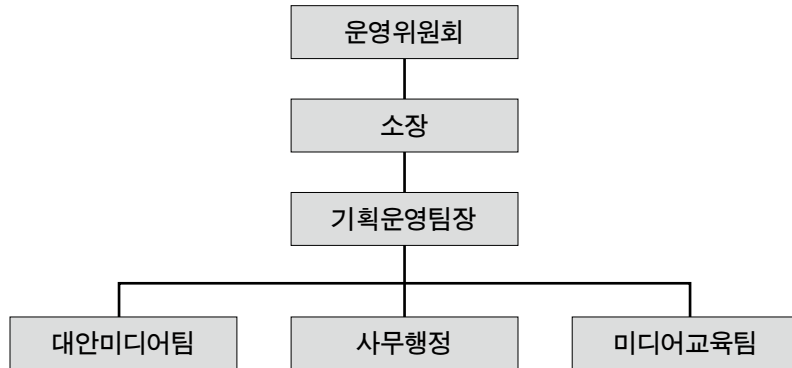 운영위원회
소장
기획운영팀장
대안미디어팀
사무행정
미디어교육팀